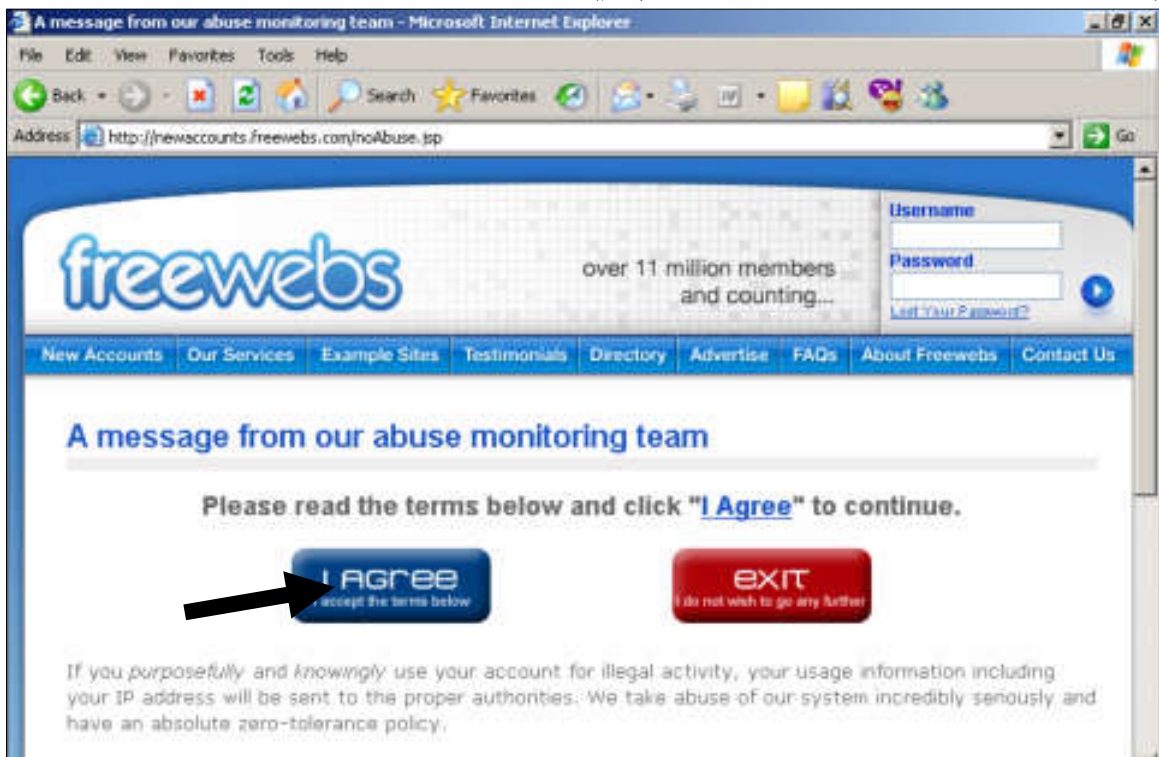 A message from our abuse monitoring team - Microsoft Internet Explorer
File Edit View Favorites Tools Help
Back Search Favorites
Address http://newaccounts.freewebs.com/noAbuse.jsp Go
Username
freewebs
over 11 million members
and counting...
Password
Lost Your Password?
New Accounts Our Services Example Sites Testimonials Directory Advertise FAQs About Freewebs Contact Us
A message from our abuse monitoring team
Please read the terms below and click "I Agree" to continue.
I AGree
accept the terms below
exit
I do not wish to go any further
If you purposefully and knowingly use your account for illegal activity, your usage information including
your IP address will be sent to the proper authorities. We take abuse of our system incredibly seriously and
have an absolute zero-tolerance policy.